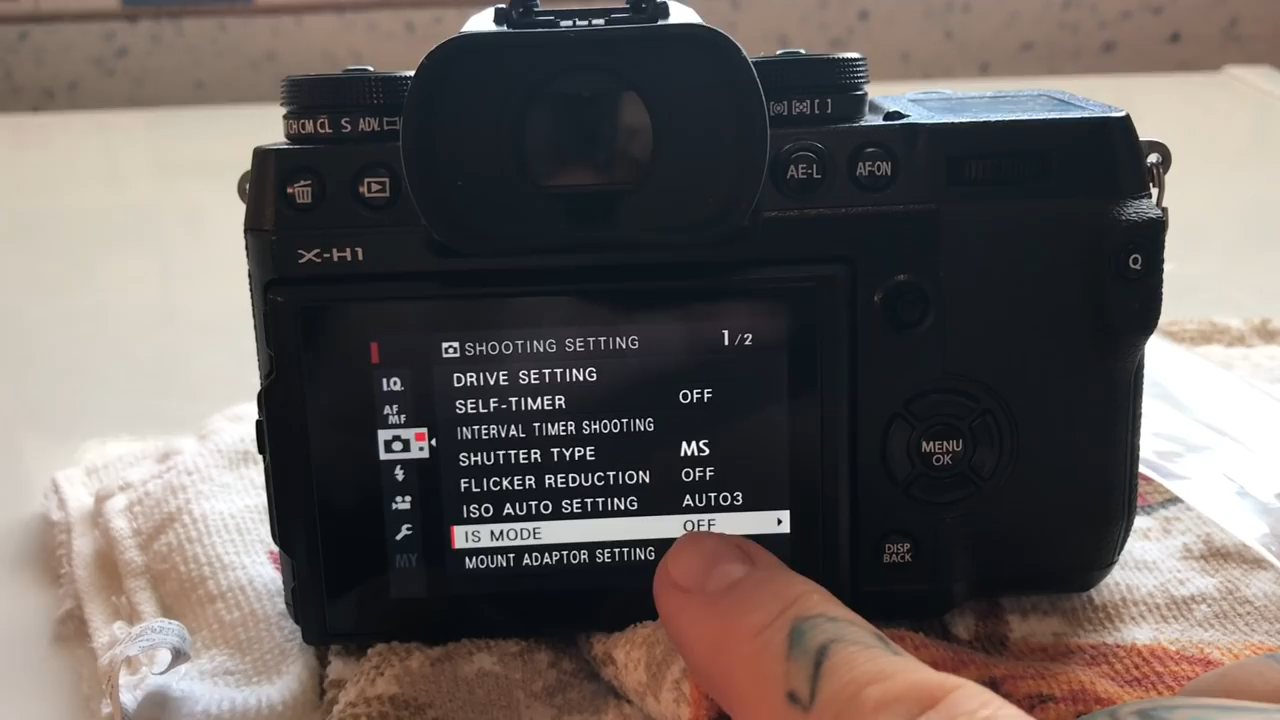 CH CM CL S ADV.
AE-L
AF-ON
X-H1
Q
SHOOTING SETTING 1/2
I.Q.
DRIVE SETTING
AF
MF
SELF-TIMER OFF
INTERVAL TIMER SHOOTING
SHUTTER TYPE MS
FLICKER REDUCTION OFF
ISO AUTO SETTING AUTO3
IS MODE OFF
MY
MOUNT ADAPTOR SETTING
MENU
OK
DISP
BACK